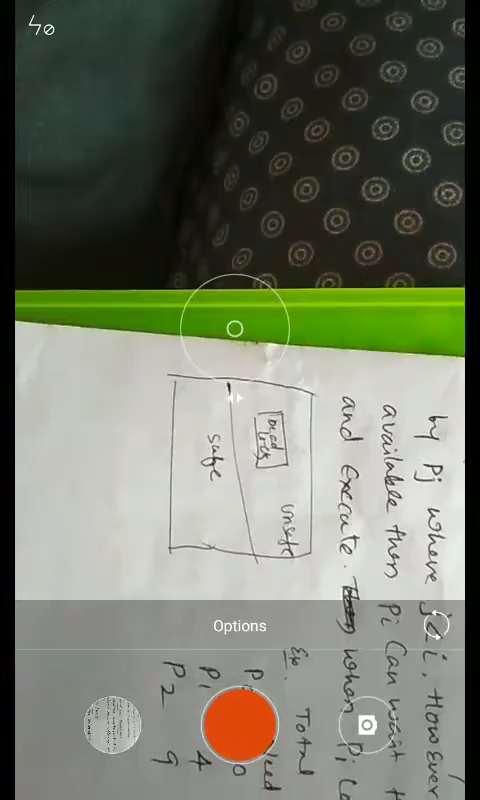 by Pj where j≠i. However
available then Pi can wait
and Execute. when Pi
dead
lock
unsafe
safe
Ex. Total
P1 4
P2 9
Options